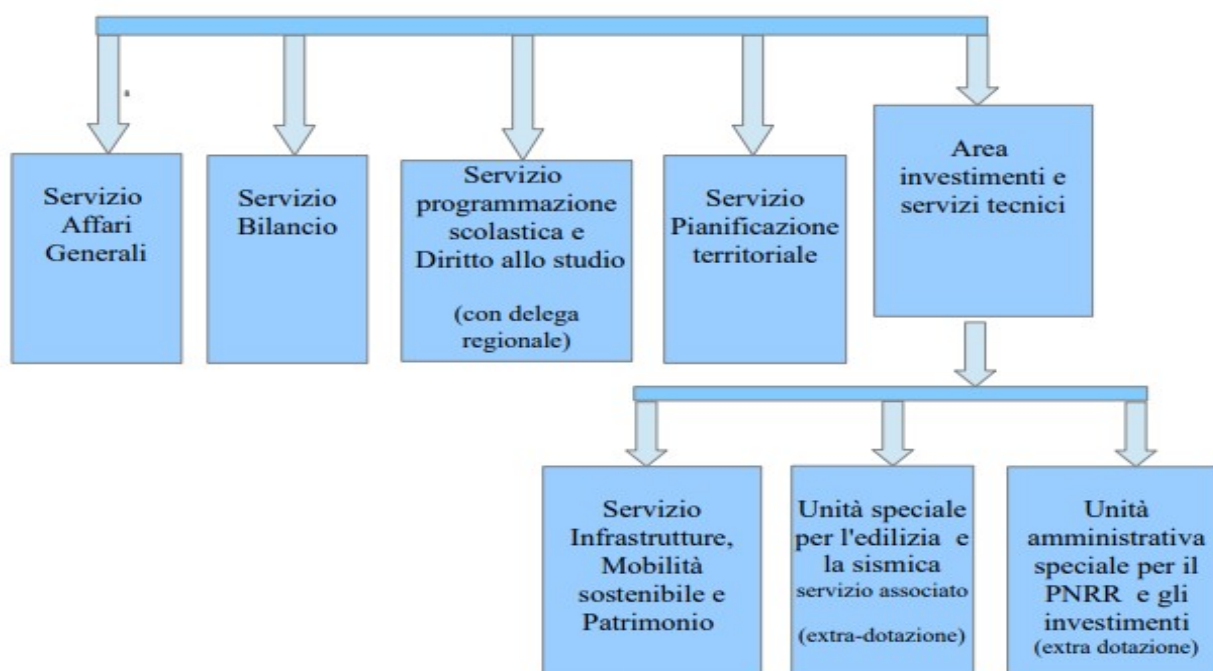 Servizio
Affari
Generali
Servizio
Bilancio
Servizio
programmazione
scolastica e
Diritto allo studio
(con delega
regionale)
Servizio
Pianificazione
territoriale
Area
investimenti e
servizi tecnici
Servizio
Infrastrutture,
Mobilità
sostenibile e
Patrimonio
Unità speciale
per l'edilizia e
la sismica
servizio associato
(extra-dotazione)
Unità
amministrativa
speciale per il
PNRR e gli
investimenti
(extra dotazione)